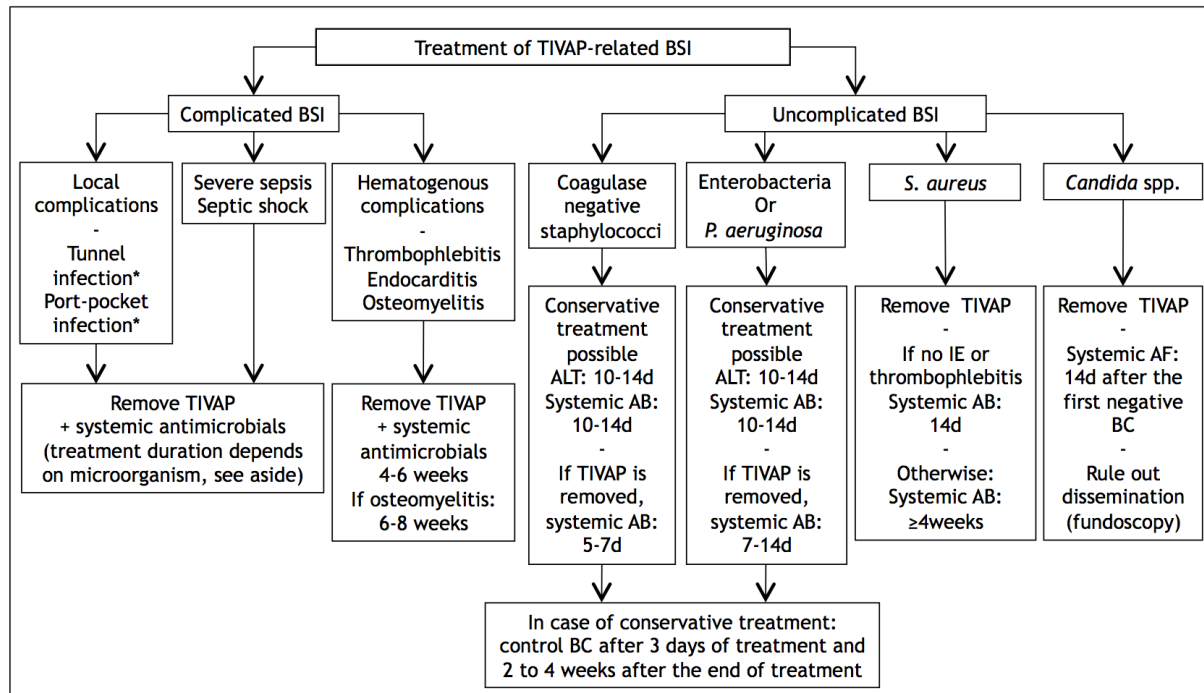 Treatment of TIVAP-related BSI
Complicated BSI
Uncomplicated BSI
Local
complications
-
Tunnel
infection*
Port-pocket
infection*
Severe sepsis
Septic shock
Hematogenous
complications
-
Thrombophlebitis
Endocarditis
Osteomyelitis
Coagulase
negative
staphylococci
Enterobacteria
Or
P. aeruginosa
S. aureus
Candida spp.
Remove TIVAP
+ systemic antimicrobials
(treatment duration depends
on microorganism, see aside)
Remove TIVAP
+ systemic
antimicrobials
4-6 weeks
If osteomyelitis:
6-8 weeks
Conservative
treatment
possible
ALT: 10-14d
Systemic AB:
10-14d
-
If TIVAP is
removed,
systemic AB:
5-7d
Conservative
treatment
possible
ALT: 10-14d
Systemic AB:
10-14d
-
If TIVAP is
removed,
systemic AB:
7-14d
Remove TIVAP
-
If no IE or
thrombophlebitis
Systemic AB:
14d
-
Otherwise:
Systemic AB:
≥4weeks
Remove TIVAP
-
Systemic AF:
14d after the
first negative
BC
-
Rule out
dissemination
(fundoscopy)
In case of conservative treatment:
control BC after 3 days of treatment and
2 to 4 weeks after the end of treatment